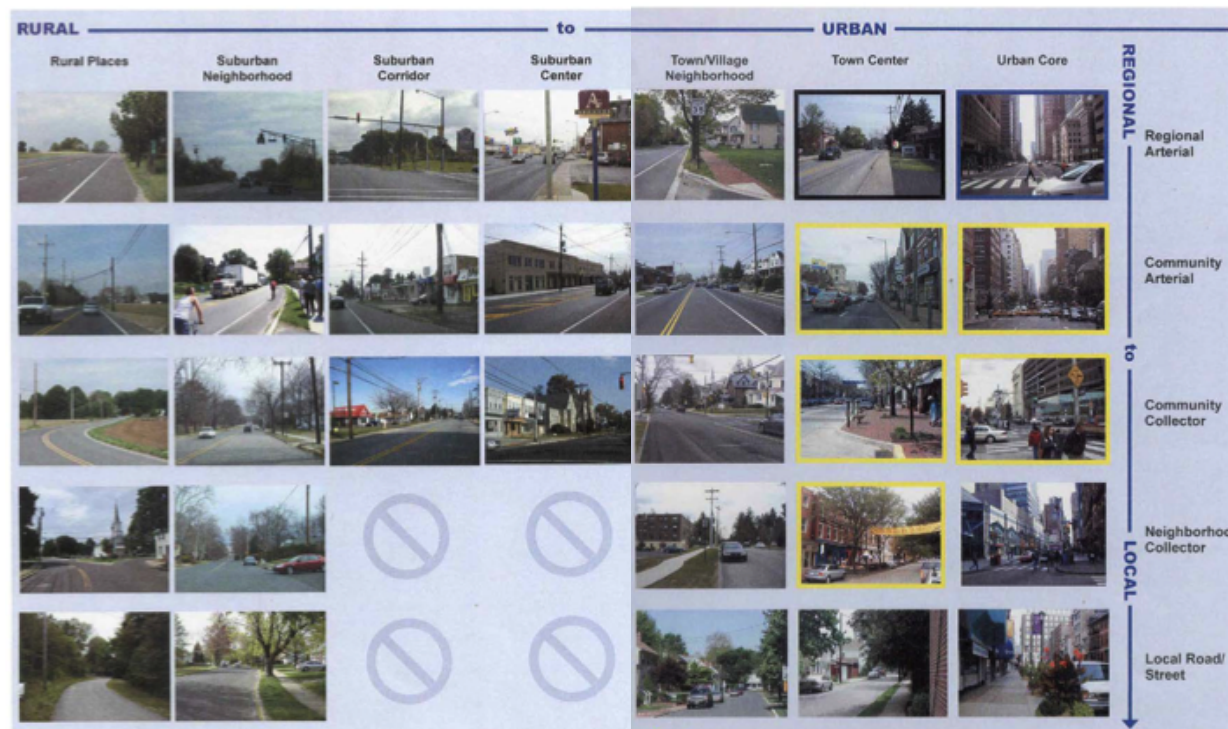 RURAL to URBAN
Rural Places
Suburban
Neighborhood
Suburban
Corridor
Suburban
Center
Town/Village
Neighborhood
Town Center
Urban Core
REGIONAL
to
LOCAL
Regional
Arterial
Community
Arterial
Community
Collector
Neighborhoo
Collector
Local Road/
Street
A